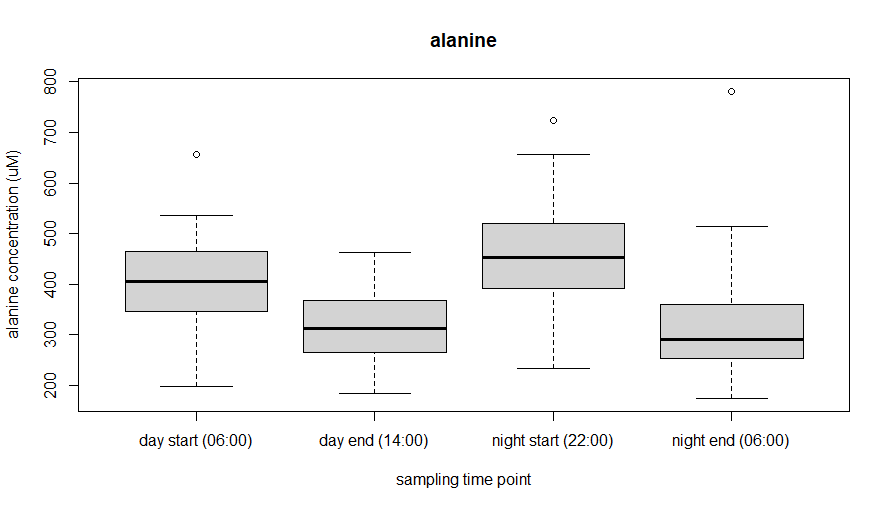 alanine
alanine concentration (uM)
800
700
600
500
400
300
200
day start (06:00)
day end (14:00)
night start (22:00)
night end (06:00)
sampling time point